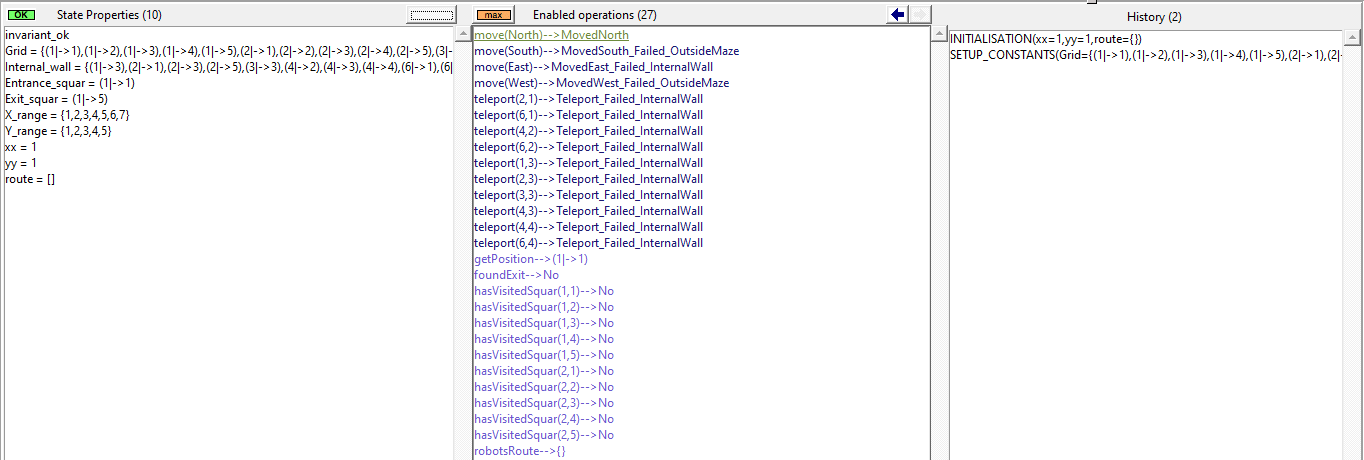 OK State Properties (10)
invariant_ok
Grid = {(1|->1),(1|->2),(1|->3),(1|->4),(1|->5),(2|->1),(2|->2),(2|->3),(2|->4),(2|->5),(3|-
Internal_wall = {(1|->3),(2|->1),(2|->3),(2|->5),(3|->3),(4|->2),(4|->3),(4|->4),(6|->1),(6|
Entrance_squar = (1|->1)
Exit_squar = (1|->5)
X_range = {1,2,3,4,5,6,7}
Y_range = {1,2,3,4,5}
xx = 1
yy = 1
route = []
max Enabled operations (27)
move(North)-->MovedNorth
move(South)-->MovedSouth_Failed_OutsideMaze
move(East)-->MovedEast_Failed_InternalWall
move(West)-->MovedWest_Failed_OutsideMaze
teleport(2,1)-->Teleport_Failed_InternalWall
teleport(6,1)-->Teleport_Failed_InternalWall
teleport(4,2)-->Teleport_Failed_InternalWall
teleport(6,2)-->Teleport_Failed_InternalWall
teleport(1,3)-->Teleport_Failed_InternalWall
teleport(2,3)-->Teleport_Failed_InternalWall
teleport(3,3)-->Teleport_Failed_InternalWall
teleport(4,3)-->Teleport_Failed_InternalWall
teleport(4,4)-->Teleport_Failed_InternalWall
teleport(6,4)-->Teleport_Failed_InternalWall
getPosition-->(1|->1)
foundExit-->No
hasVisitedSquar(1,1)-->No
hasVisitedSquar(1,2)-->No
hasVisitedSquar(1,3)-->No
hasVisitedSquar(1,4)-->No
hasVisitedSquar(1,5)-->No
hasVisitedSquar(2,1)-->No
hasVisitedSquar(2,2)-->No
hasVisitedSquar(2,3)-->No
hasVisitedSquar(2,4)-->No
hasVisitedSquar(2,5)-->No
robotsRoute-->{}
History (2)
INITIALISATION(xx=1,yy=1,route={})
SETUP_CONSTANTS(Grid={(1|->1),(1|->2),(1|->3),(1|->4),(1|->5),(2|->1),(2|-